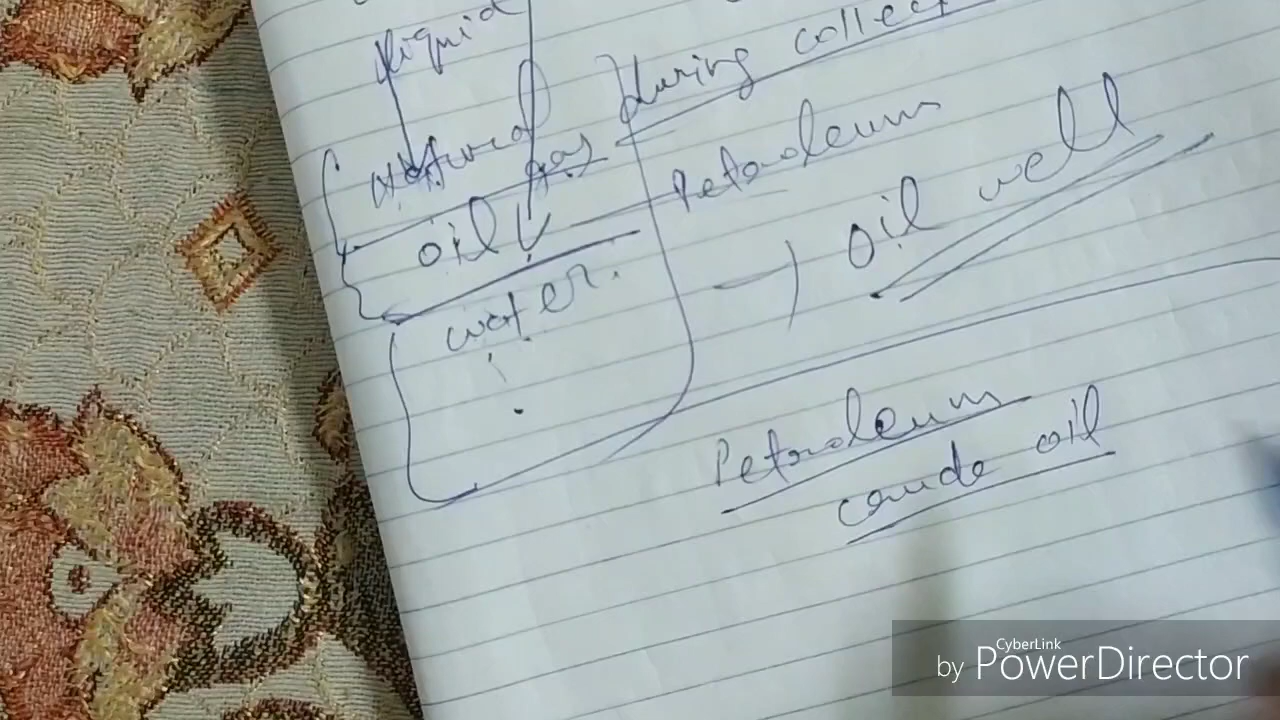 liquid
During collect
natural gas
Petroleum
oil
oil well
water.
Petroleum
crude oil
CyberLink
by PowerDirector